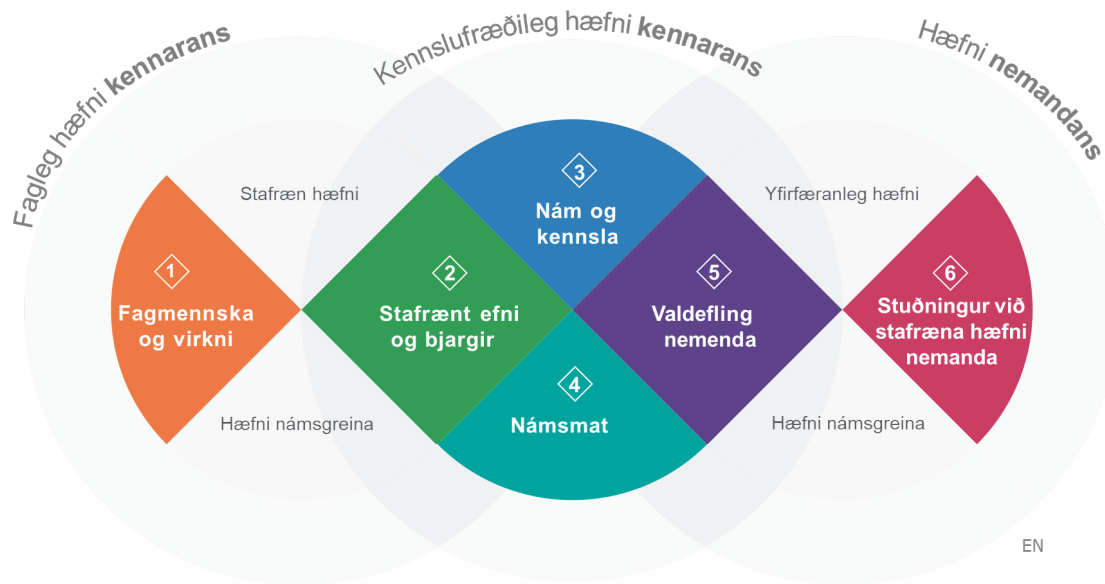 Fagleg hæfni kennarans
Kennslufræðileg hæfni kennarans
Hæfni nemandans
Stafræn hæfni
Yfirfæranleg hæfni
1
Fagmennska
og virkni
2
Stafrænt efni
og bjargir
3
Nám og
kennsla
4
Námsmat
5
Valdefling
nemenda
6
Stuðningur við
stafræna hæfni
nemanda
Hæfni námsgreina
Hæfni námsgreina
EN